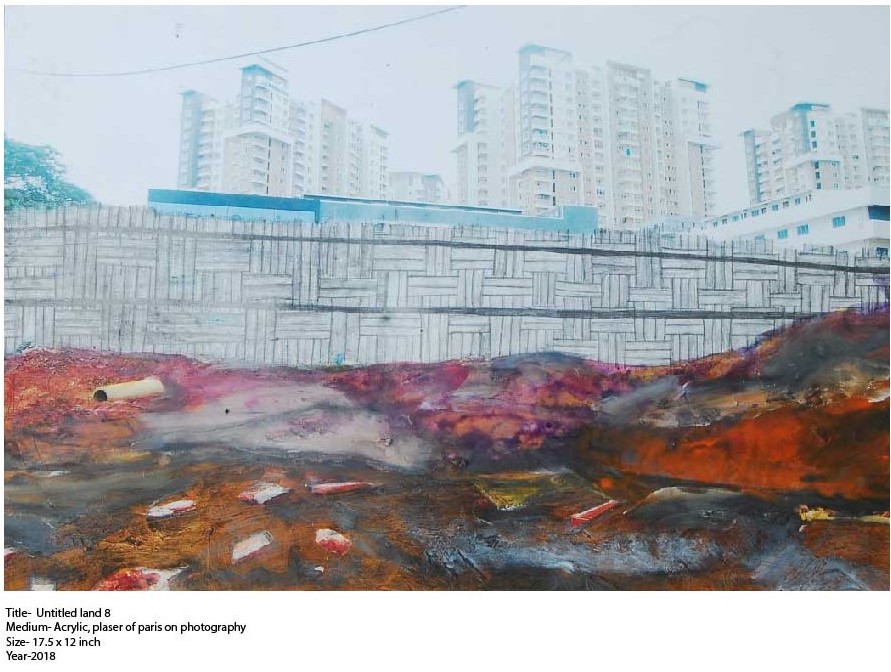 Title- Untitled land 8
Medium- Acrylic, plaser of paris on photography
Size- 17.5 x 12 inch
Year-2018